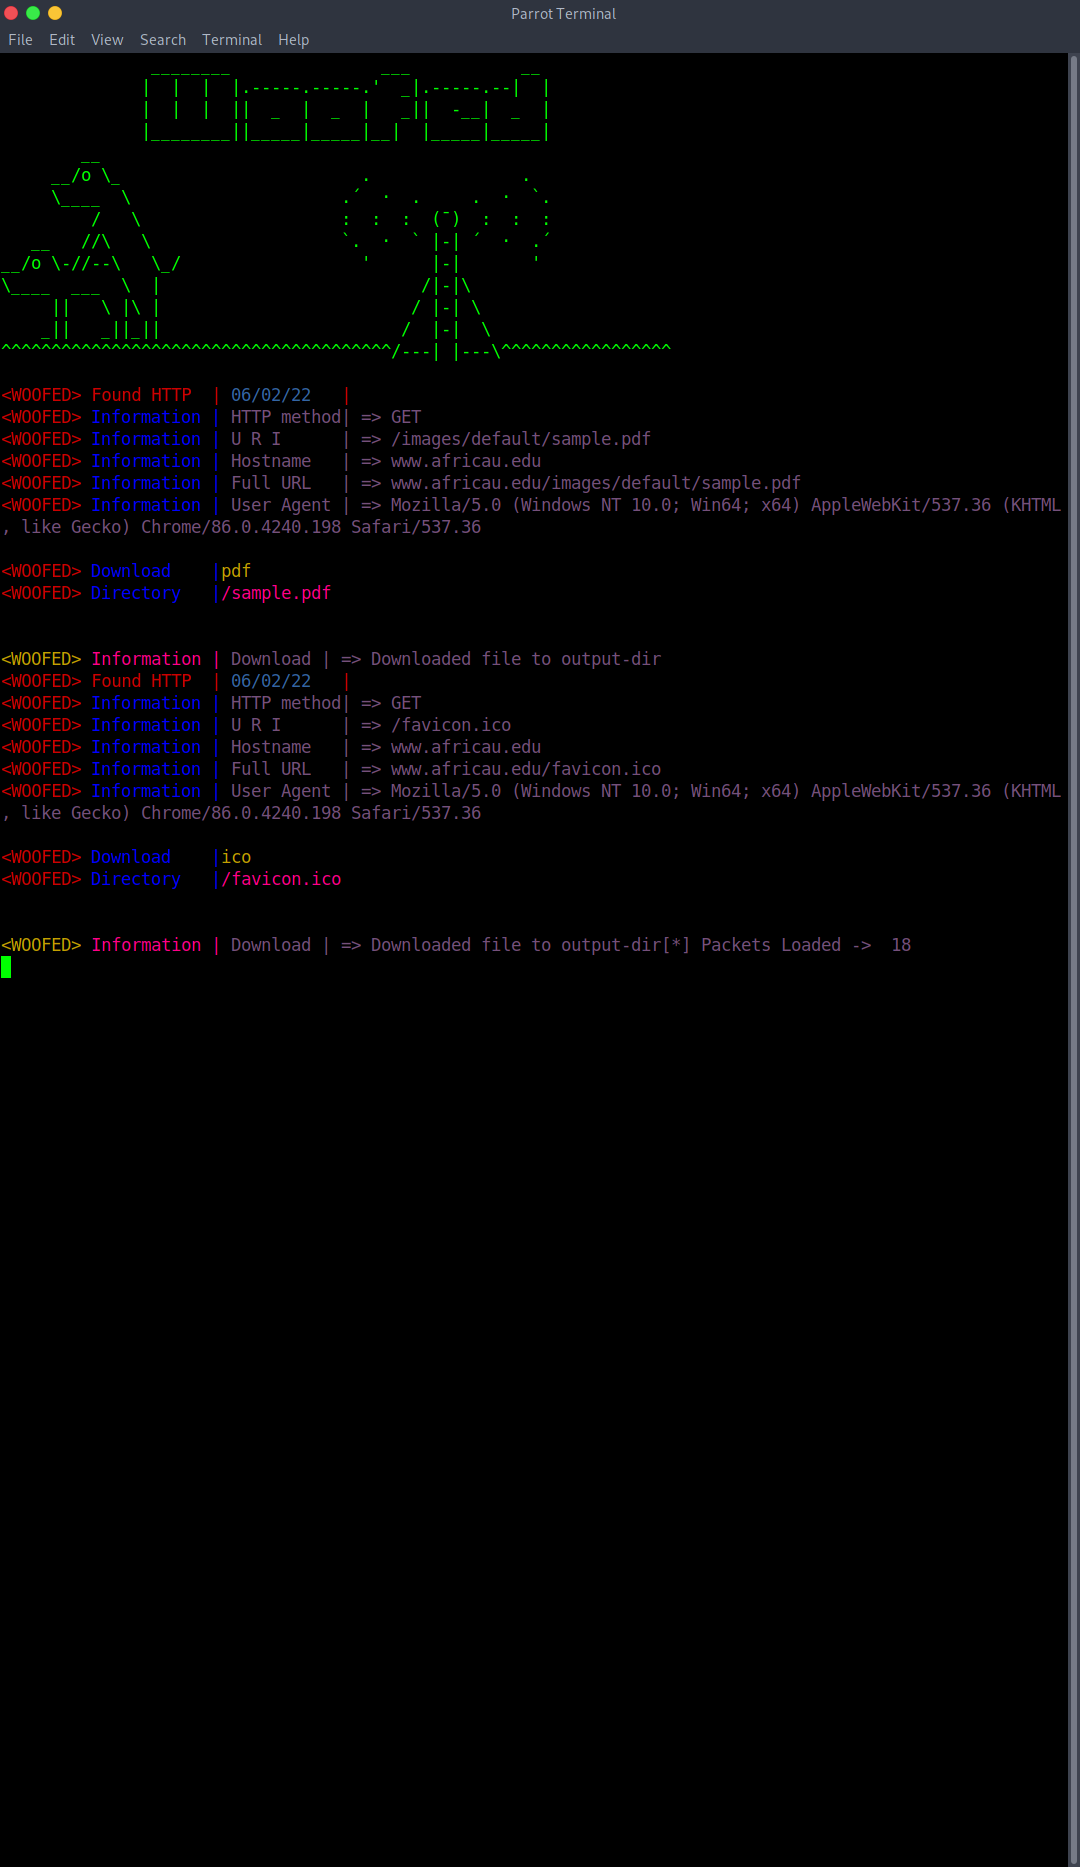 Parrot Terminal
File Edit View Search Terminal Help
Woofed
<WOOFED> Found HTTP | 06/02/22 |
<WOOFED> Information | HTTP method| => GET
<WOOFED> Information | U R I | => /images/default/sample.pdf
<WOOFED> Information | Hostname | => www.africau.edu
<WOOFED> Information | Full URL | => www.africau.edu/images/default/sample.pdf
<WOOFED> Information | User Agent | => Mozilla/5.0 (Windows NT 10.0; Win64; x64) AppleWebKit/537.36 (KHTML
, like Gecko) Chrome/86.0.4240.198 Safari/537.36
<WOOFED> Download |pdf
<WOOFED> Directory |/sample.pdf
<WOOFED> Information | Download | => Downloaded file to output-dir
<WOOFED> Found HTTP | 06/02/22 |
<WOOFED> Information | HTTP method| => GET
<WOOFED> Information | U R I | => /favicon.ico
<WOOFED> Information | Hostname | => www.africau.edu
<WOOFED> Information | Full URL | => www.africau.edu/favicon.ico
<WOOFED> Information | User Agent | => Mozilla/5.0 (Windows NT 10.0; Win64; x64) AppleWebKit/537.36 (KHTML
, like Gecko) Chrome/86.0.4240.198 Safari/537.36
<WOOFED> Download |ico
<WOOFED> Directory |/favicon.ico
<WOOFED> Information | Download | => Downloaded file to output-dir[*] Packets Loaded -> 18